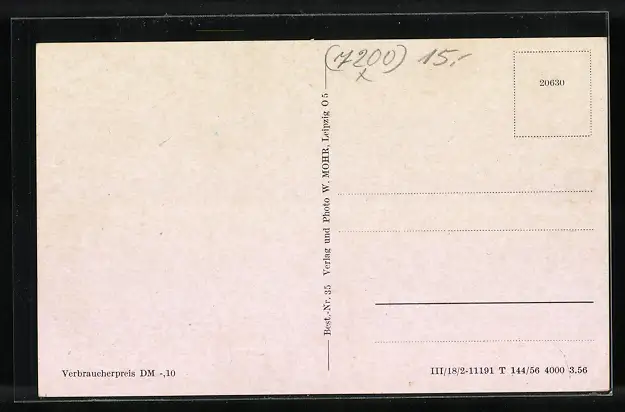 (7200) 15,-
x
20630
Best.-Nr. 35 Verlag und Photo W. MOHR, Leipzig O 5
Verbraucherpreis DM -,10
III/18/2-11191 T 144/56 4000 3.56